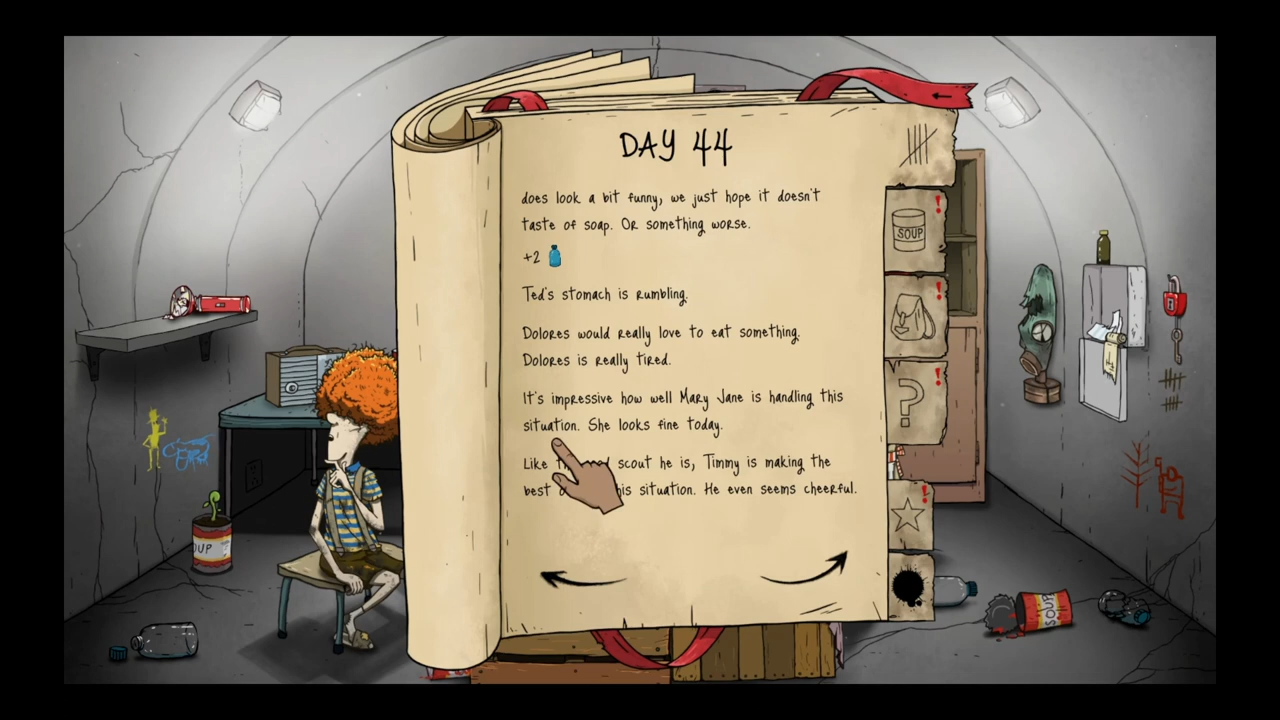 DAY 44
does look a bit funny, we just hope it doesn't
taste of soap. Or something worse.
+2
Ted's stomach is rumbling.
Dolores would really love to eat something.
Dolores is really tired.
It's impressive how well Mary Jane is handling this
situation. She looks fine today.
Like scout he is, Timmy is making the
best situation. He even seems cheerful.
SOUP
!
!
?
!
!
OUP
SOUP